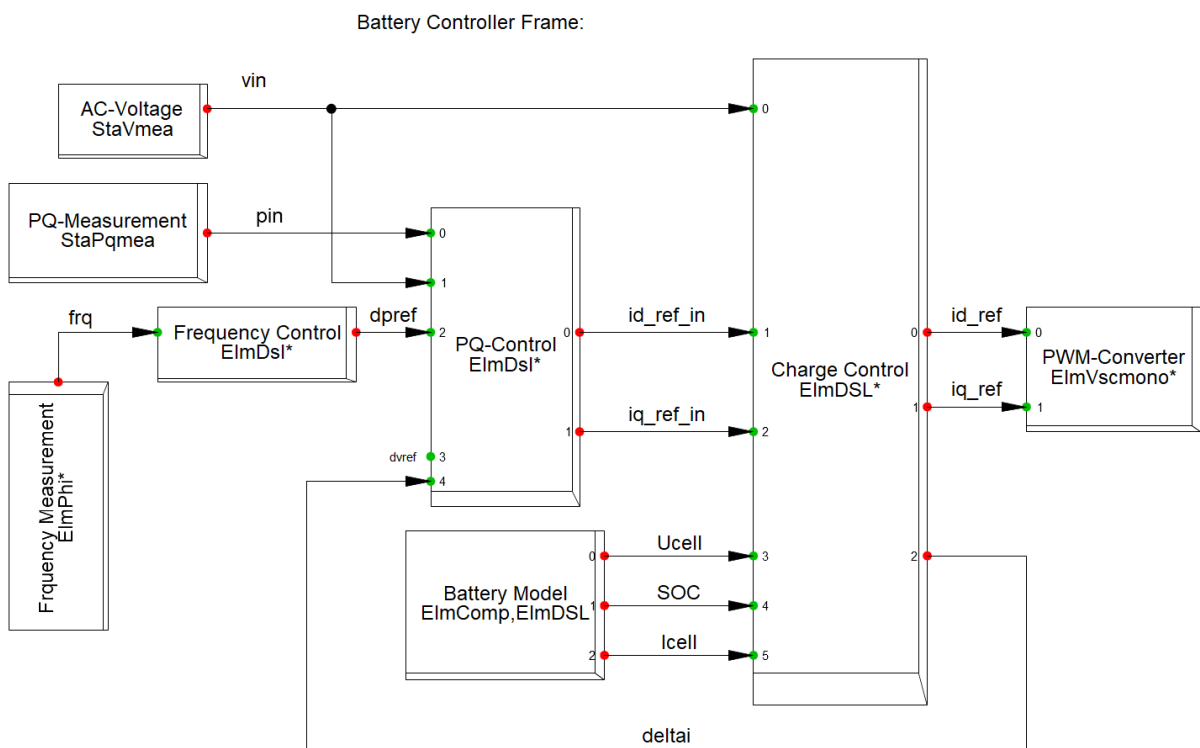 Battery Controller Frame:
vin
AC-Voltage
StaVmea
0
PQ-Measurement
StaPqmea
pin
0
1
frq
Frequency Control
ElmDsl*
dpref
2
PQ-Control
ElmDsl*
0
id_ref_in
1
Charge Control
ElmDSL*
0
id_ref
0
PWM-Converter
ElmVscmono*
1
iq_ref
1
1
iq_ref_in
2
dvref
3
4
Frquency Measurement
ElmPhi*
Battery Model
ElmComp,ElmDSL
0
Ucell
3
2
1
SOC
4
2
Icell
5
deltai